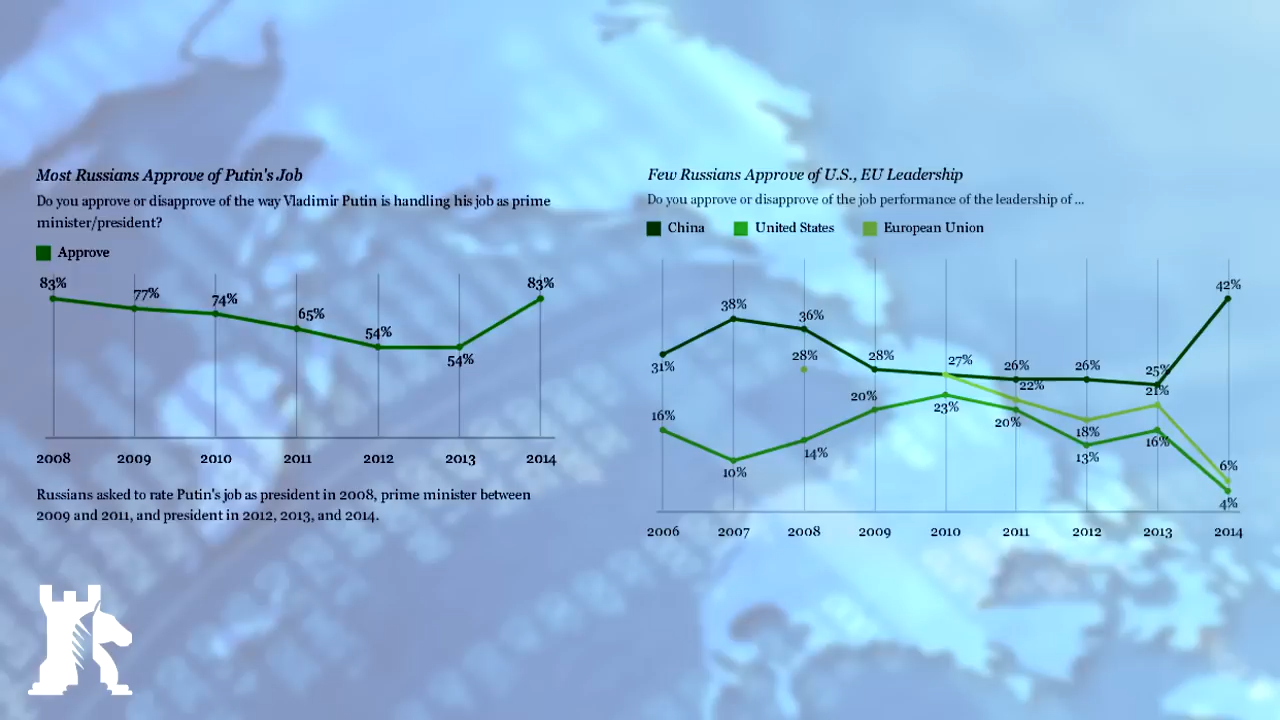 Most Russians Approve of Putin's Job
Do you approve or disapprove of the way Vladimir Putin is handling his job as prime
minister/president?
Approve
83%
77%
74%
65%
54%
54%
83%
2008 2009 2010 2011 2012 2013 2014
Russians asked to rate Putin's job as president in 2008, prime minister between
2009 and 2011, and president in 2012, 2013, and 2014.
Few Russians Approve of U.S., EU Leadership
Do you approve or disapprove of the job performance of the leadership of ...
China United States European Union
31%
38%
36%
28%
27%
26%
26%
25%
42%
28%
22%
18%
21%
6%
16%
10%
14%
20%
23%
20%
13%
16%
4%
2006 2007 2008 2009 2010 2011 2012 2013 2014